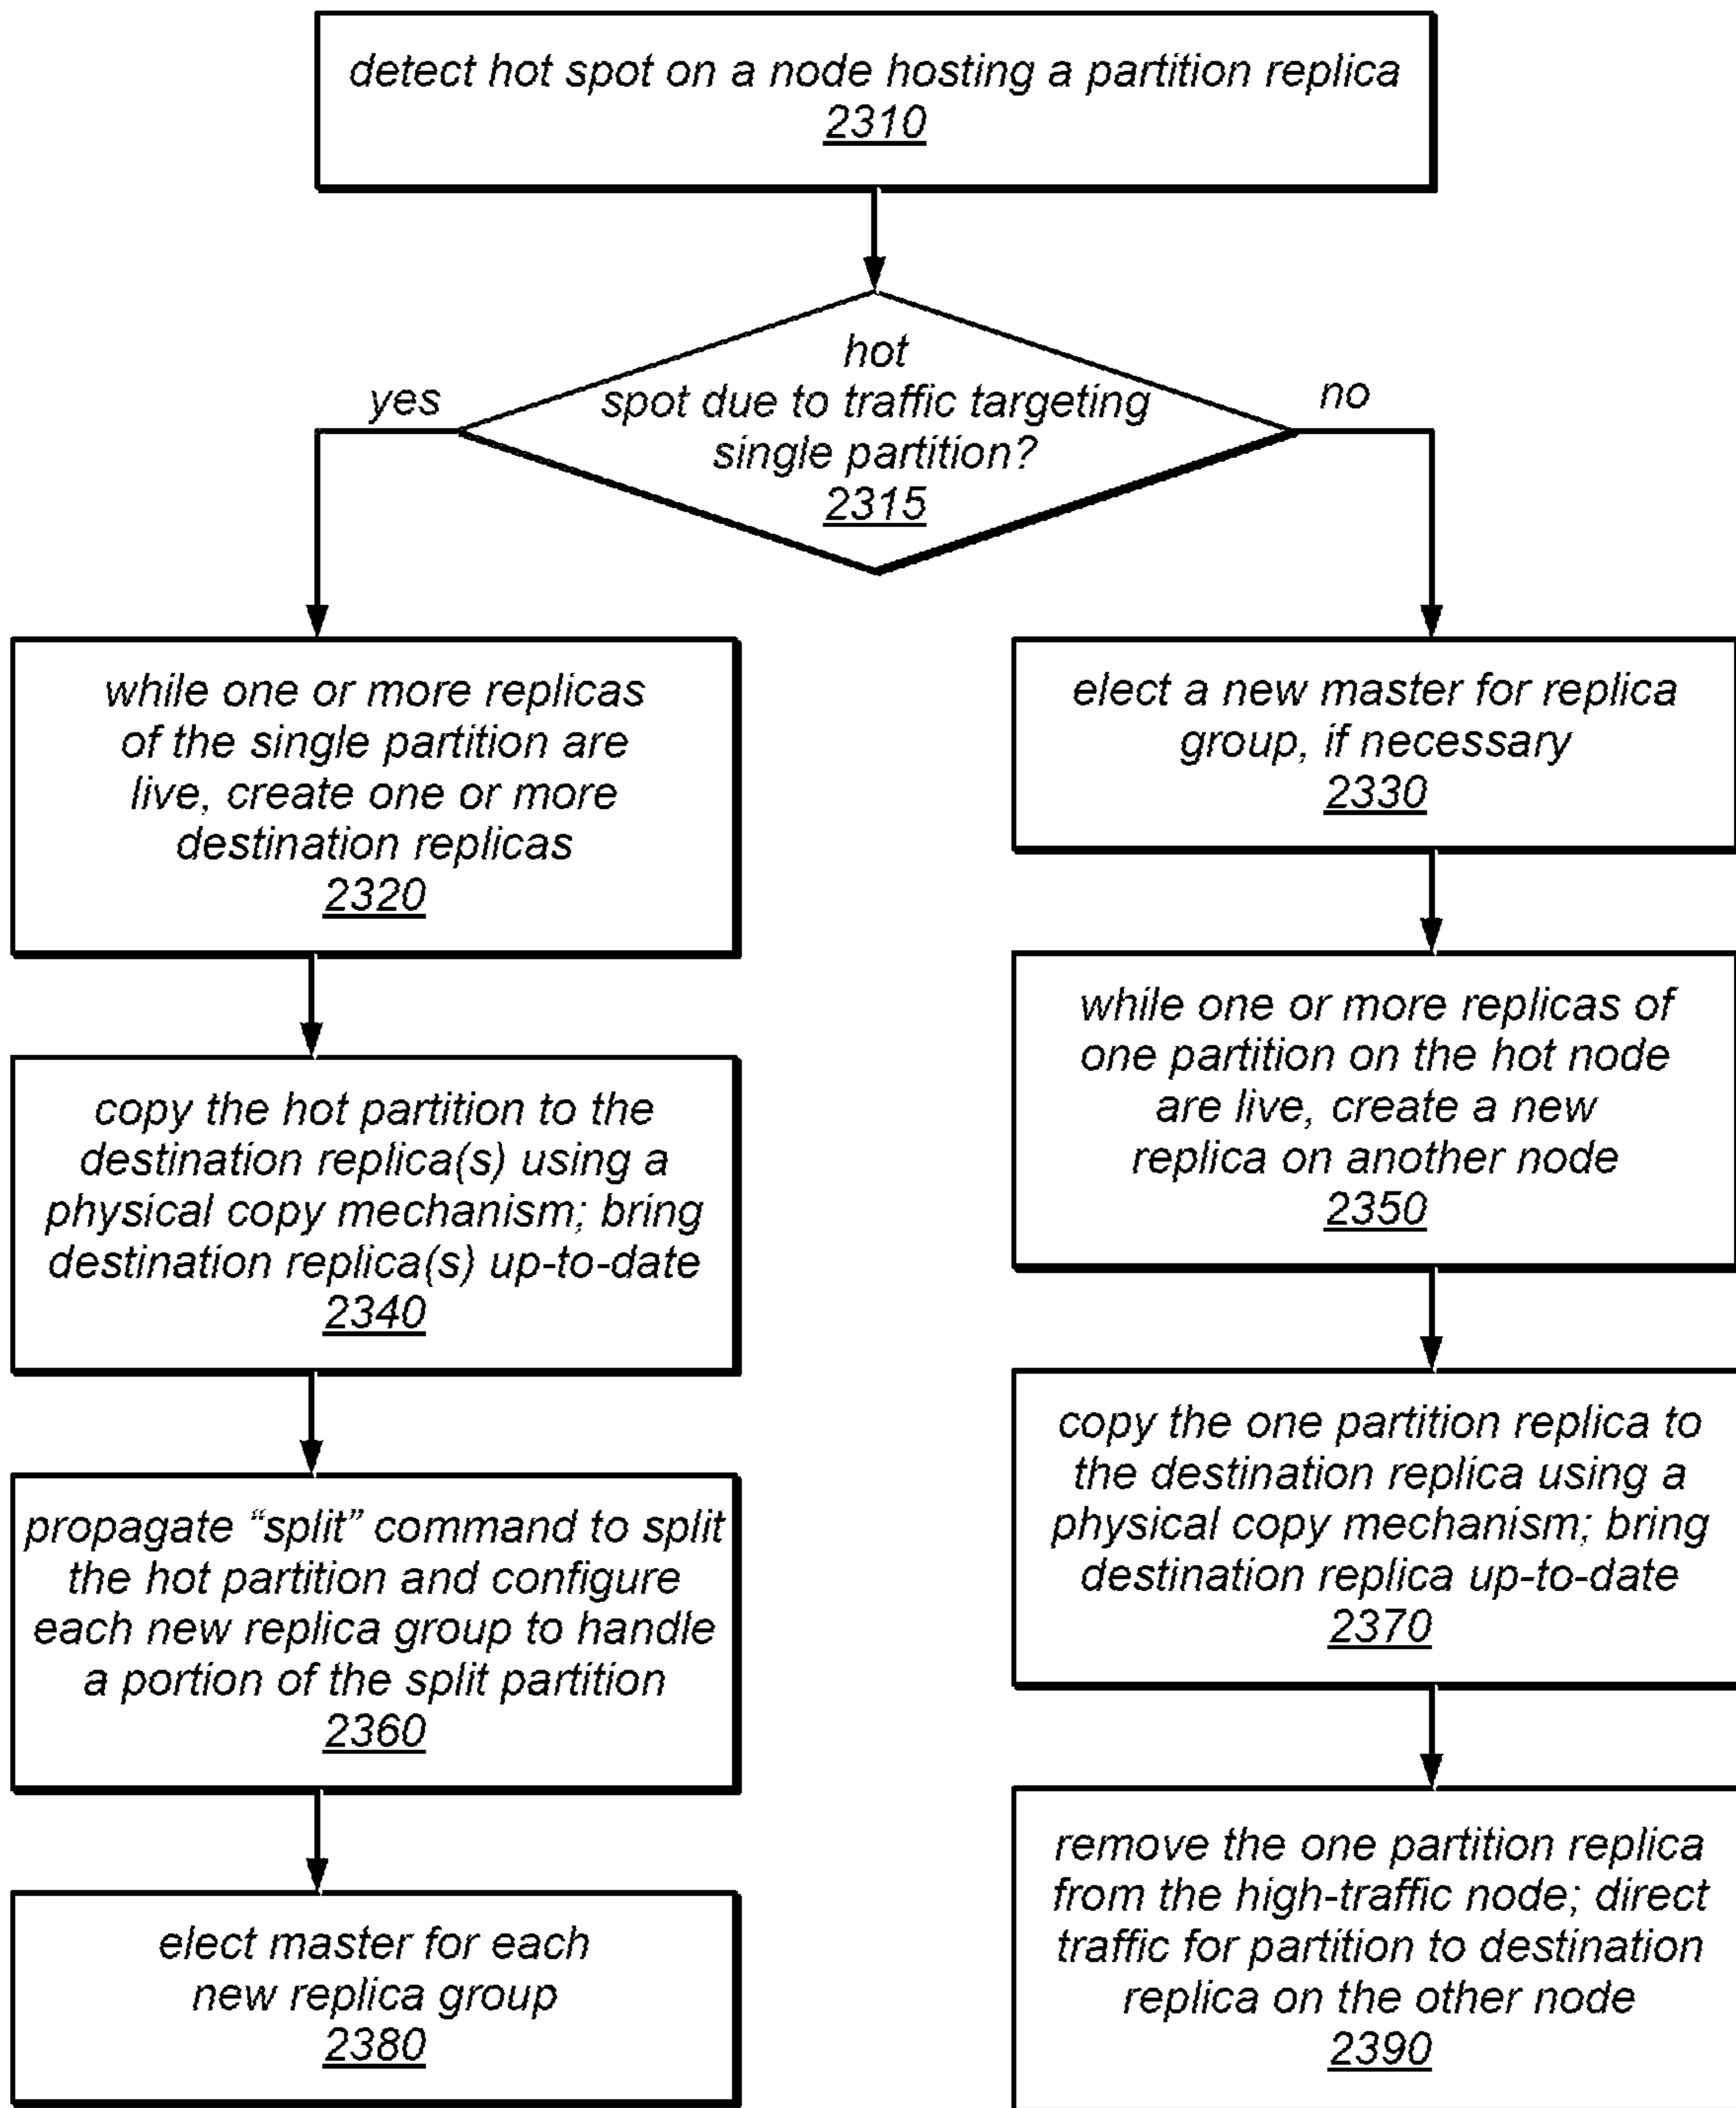 detect hot spot on a node hosting a partition replica
2310
hot
spot due to traffic targeting
single partition?
2315
yes
no
while one or more replicas
of the single partition are
live, create one or more
destination replicas
2320
copy the hot partition to the
destination replica(s) using a
physical copy mechanism; bring
destination replica(s) up-to-date
2340
propagate “split” command to split
the hot partition and configure
each new replica group to handle
a portion of the split partition
2360
elect master for each
new replica group
2380
elect a new master for replica
group, if necessary
2330
while one or more replicas of
one partition on the hot node
are live, create a new
replica on another node
2350
copy the one partition replica to
the destination replica using a
physical copy mechanism; bring
destination replica up-to-date
2370
remove the one partition replica
from the high-traffic node; direct
traffic for partition to destination
replica on the other node
2390